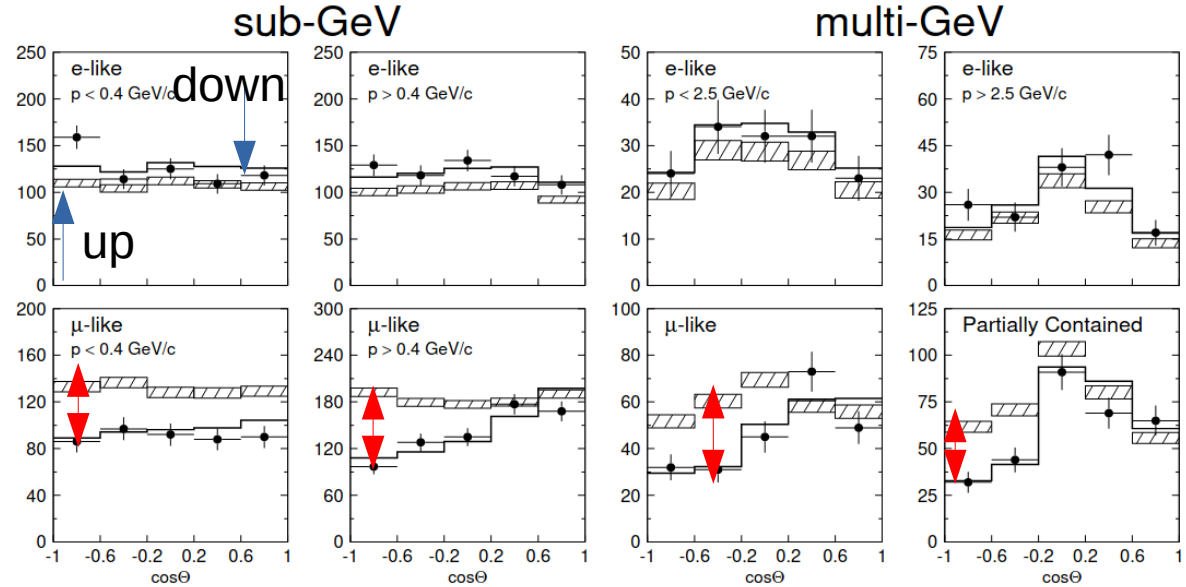 sub-GeV
multi-GeV
250
200
150
100
50
0
e-like
p < 0.4 GeV/c
down
up
250
200
150
100
50
0
e-like
p > 0.4 GeV/c
50
40
30
20
10
0
e-like
p < 2.5 GeV/c
75
60
45
30
15
0
e-like
p > 2.5 GeV/c
200
160
120
80
40
0
μ-like
p < 0.4 GeV/c
-1 -0.6 -0.2 0.2 0.6 1
cosΘ
300
240
180
120
60
0
μ-like
p > 0.4 GeV/c
-1 -0.6 -0.2 0.2 0.6 1
cosΘ
100
80
60
40
20
0
μ-like
-1 -0.6 -0.2 0.2 0.6 1
cosΘ
125
100
75
50
25
0
Partially Contained
-1 -0.6 -0.2 0.2 0.6 1
cosΘ